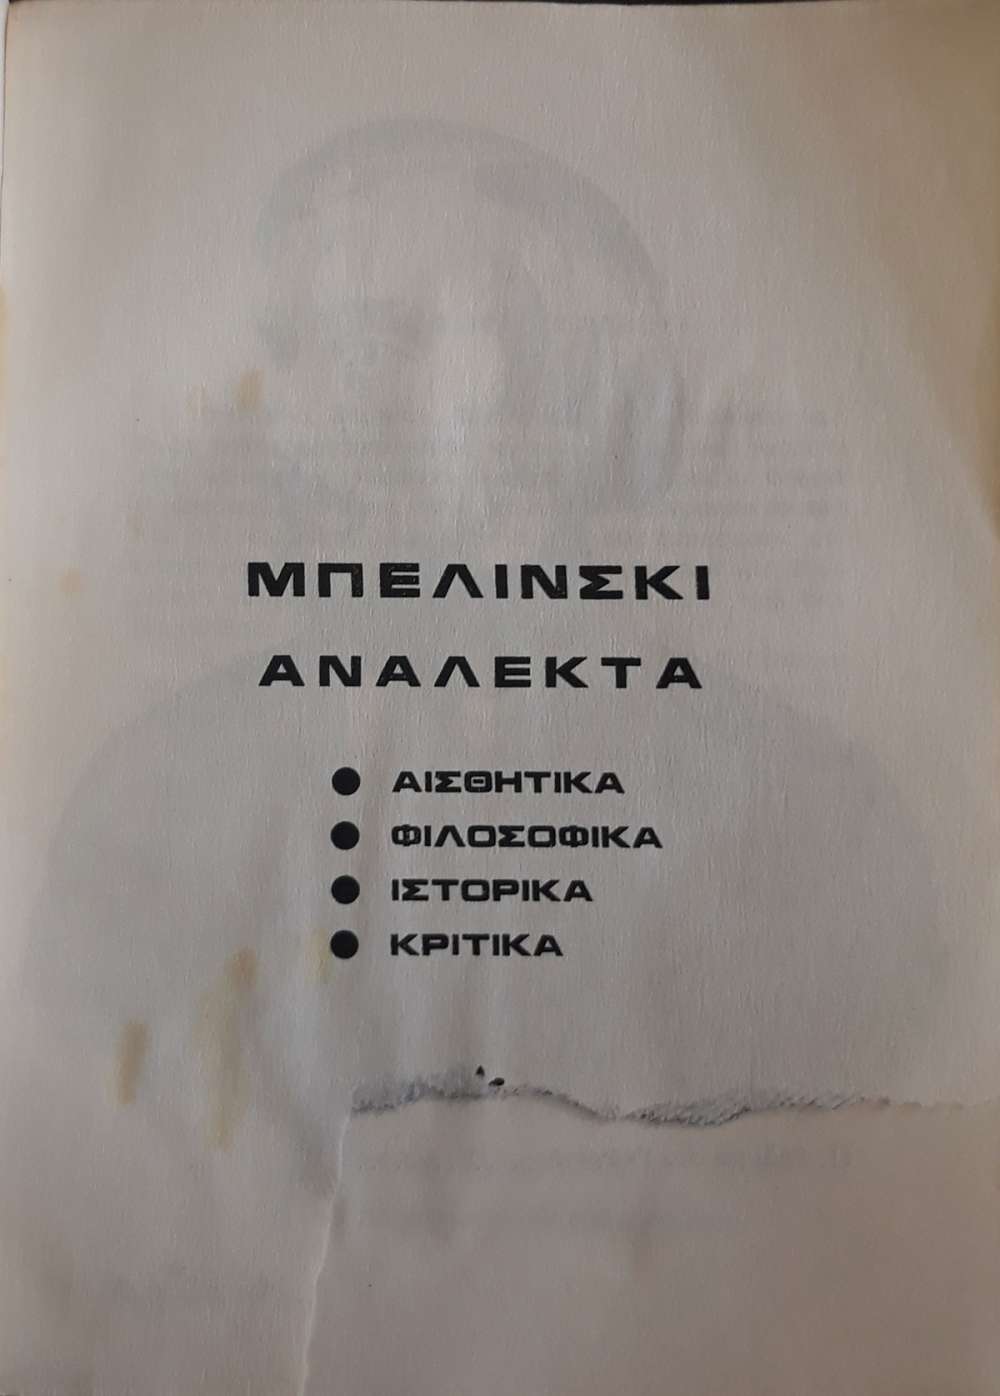 ΜΠΕΛΙΝΣΚΙ
ΑΝΑΛΕΚΤΑ
● ΑΙΣΘΗΤΙΚΑ
● ΦΙΛΟΣΟΦΙΚΑ
● ΙΣΤΟΡΙΚΑ
● ΚΡΙΤΙΚΑ